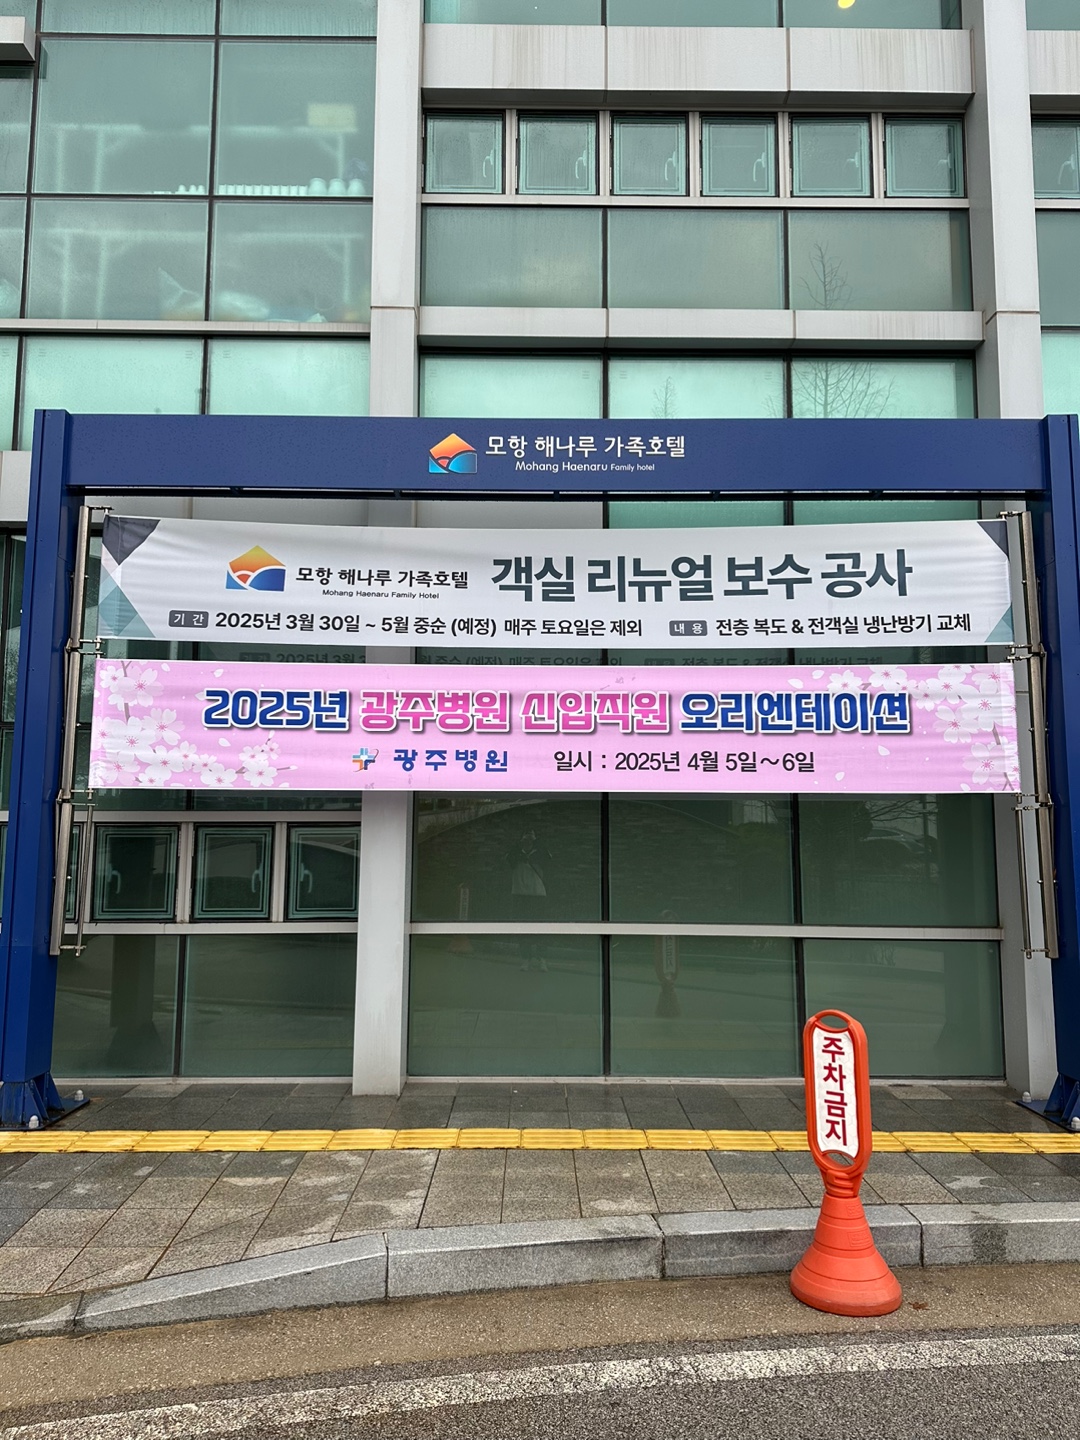 모항 해나루 가족호텔
Mohang Haenaru Family hotel
모항 해나루 가족호텔 객실 리뉴얼 보수 공사
Mohang Haenaru Family Hotel
기 간 2025년 3월 30일 ~ 5월 중순 (예정) 매주 토요일은 제외 내 용 전층 복도 & 전객실 냉난방기 교체
2025년 광주병원 신입직원 오리엔테이션
광주병원 일시 : 2025년 4월 5일~6일
주차금지